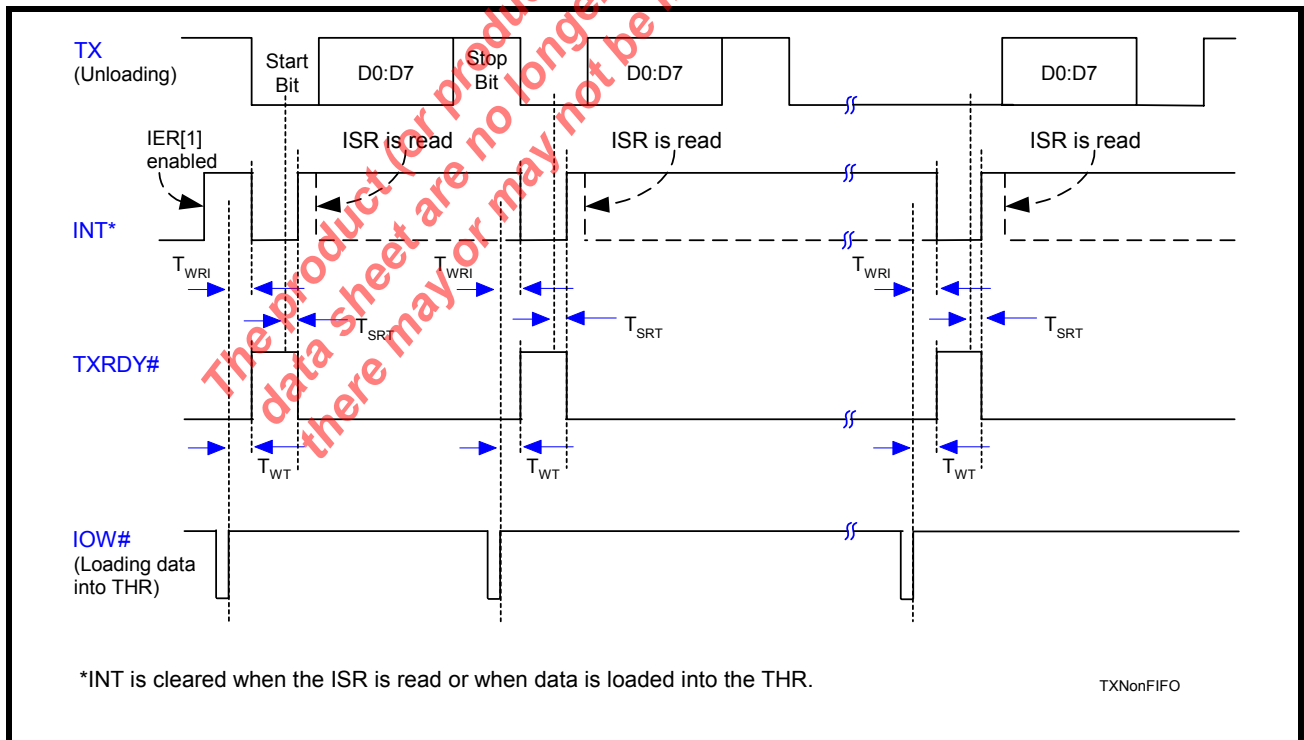 TX
(Unloading)
Start
Bit
D0:D7
Stop
Bit
D0:D7
D0:D7
IER[1]
enabled
ISR is read
ISR is read
ISR is read
INT*
TWRI
TWRI
TWRI
TSRT
TSRT
TSRT
TXRDY#
TWT
TWT
TWT
IOW#
(Loading data
into THR)
*INT is cleared when the ISR is read or when data is loaded into the THR.
TXNonFIFO
The product (or produc
data sheet are no longer
there may or may not be